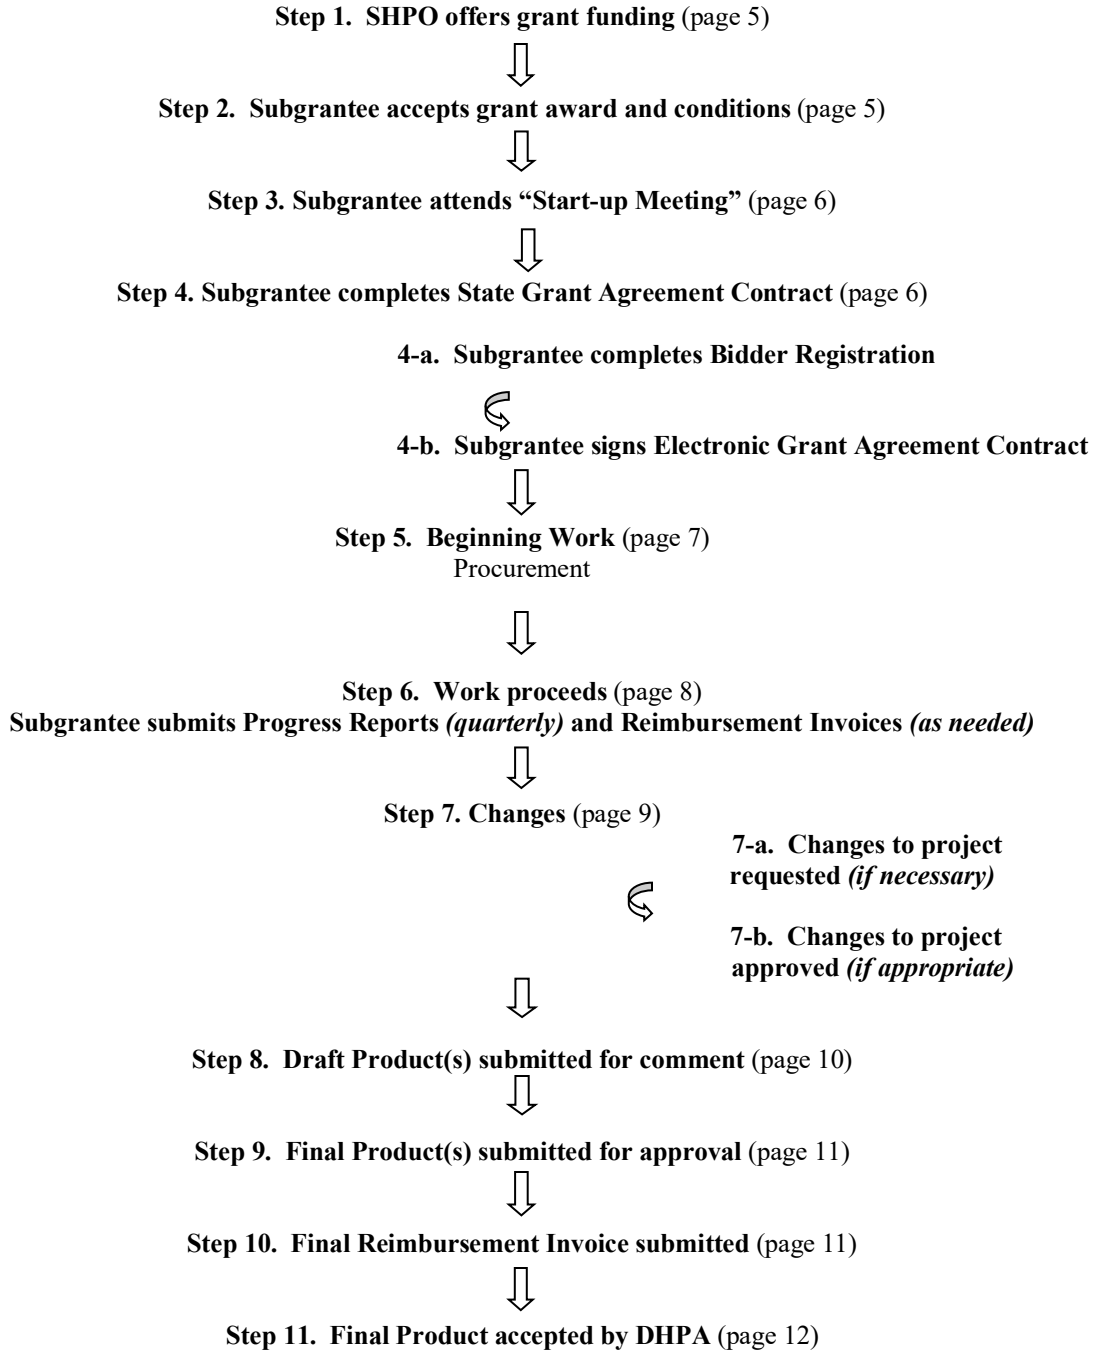 Step 1.  SHPO offers grant funding (page 5)
Step 2.  Subgrantee accepts grant award and conditions (page 5)
Step 3. Subgrantee attends “Start-up Meeting” (page 6)
Step 4. Subgrantee completes State Grant Agreement Contract (page 6)
4-a.  Subgrantee completes Bidder Registration
4-b.  Subgrantee signs Electronic Grant Agreement Contract
Step 5.  Beginning Work (page 7)
Procurement
Step 6.  Work proceeds (page 8)
Subgrantee submits Progress Reports (quarterly) and Reimbursement Invoices (as needed)
Step 7. Changes (page 9)
7-a.  Changes to project
requested (if necessary)
7-b.  Changes to project
approved (if appropriate)
Step 8.  Draft Product(s) submitted for comment (page 10)
Step 9.  Final Product(s) submitted for approval (page 11)
Step 10.  Final Reimbursement Invoice submitted (page 11)
Step 11.  Final Product accepted by DHPA (page 12)